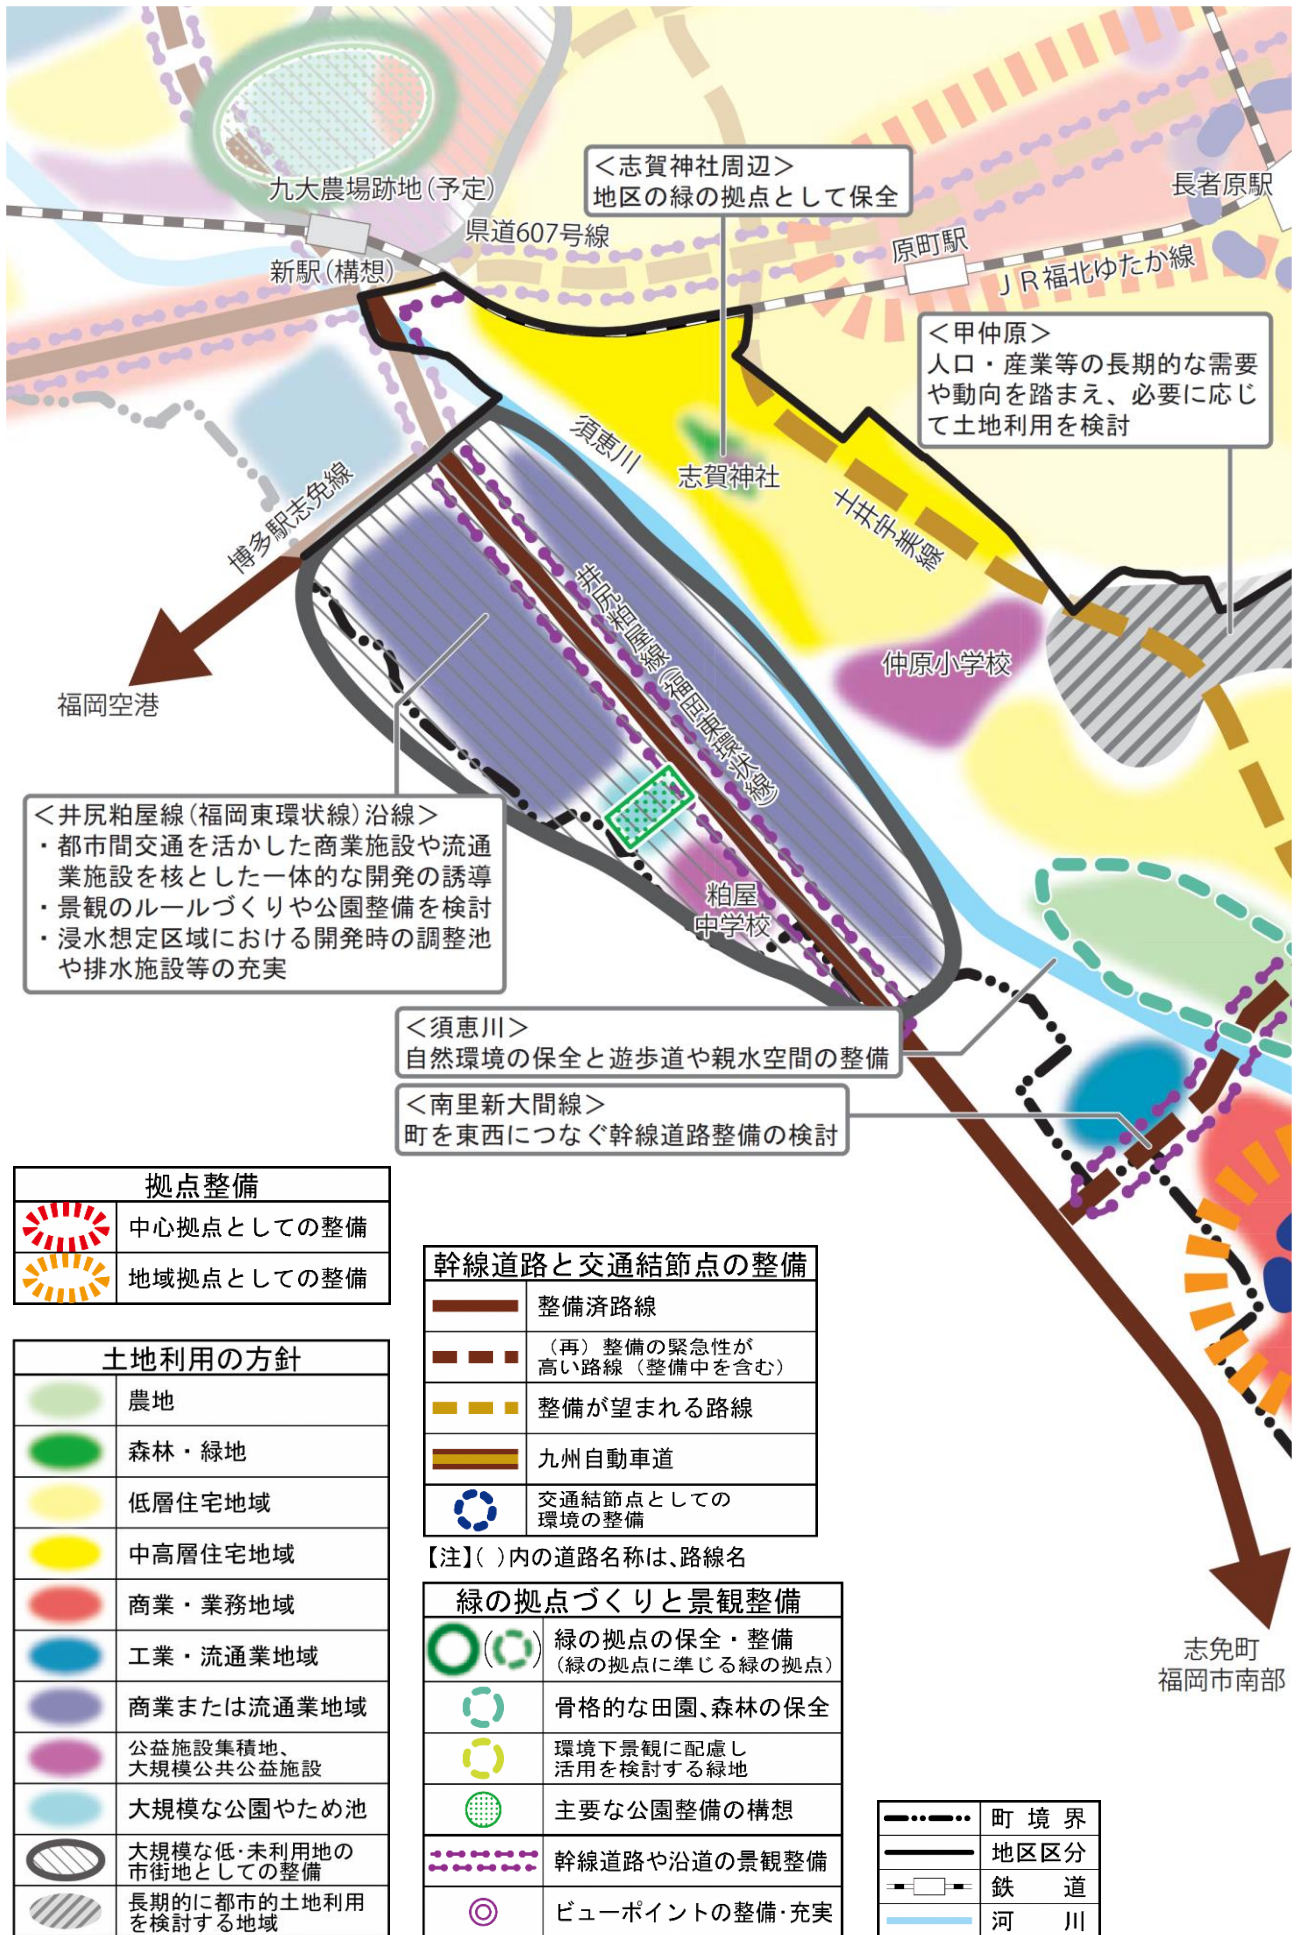 九大農場跡地(予定)
新駅(構想)
県道607号線
＜志賀神社周辺＞
地区の緑の拠点として保全
原町駅
長者原駅
ＪＲ福北ゆたか線
＜甲仲原＞
人口・産業等の長期的な需要
や動向を踏まえ、必要に応じ
て土地利用を検討
須恵川
志賀神社
土井宇美線
博多駅志免線
井尻粕屋線(福岡東環状線)
仲原小学校
福岡空港
＜井尻粕屋線(福岡東環状線)沿線＞
・都市間交通を活かした商業施設や流通
業施設を核とした一体的な開発の誘導
・景観のルールづくりや公園整備を検討
・浸水想定区域における開発時の調整池
や排水施設等の充実
粕屋
中学校
＜須恵川＞
自然環境の保全と遊歩道や親水空間の整備
＜南里新大間線＞
町を東西につなぐ幹線道路整備の検討
志免町
福岡市南部
拠点整備
中心拠点としての整備
地域拠点としての整備
土地利用の方針
農地
森林・緑地
低層住宅地域
中高層住宅地域
商業・業務地域
工業・流通業地域
商業または流通業地域
公益施設集積地、
大規模公共公益施設
大規模な公園やため池
大規模な低・未利用地の
市街地としての整備
長期的に都市的土地利用
を検討する地域
幹線道路と交通結節点の整備
整備済路線
（再）整備の緊急性が
高い路線（整備中を含む）
整備が望まれる路線
九州自動車道
交通結節点としての
環境の整備
【注】( )内の道路名称は、路線名
緑の拠点づくりと景観整備
( )
緑の拠点の保全・整備
(緑の拠点に準じる緑の拠点)
骨格的な田園、森林の保全
環境下景観に配慮し
活用を検討する緑地
主要な公園整備の構想
幹線道路や沿道の景観整備
ビューポイントの整備・充実
町境界
地区区分
鉄道
河川